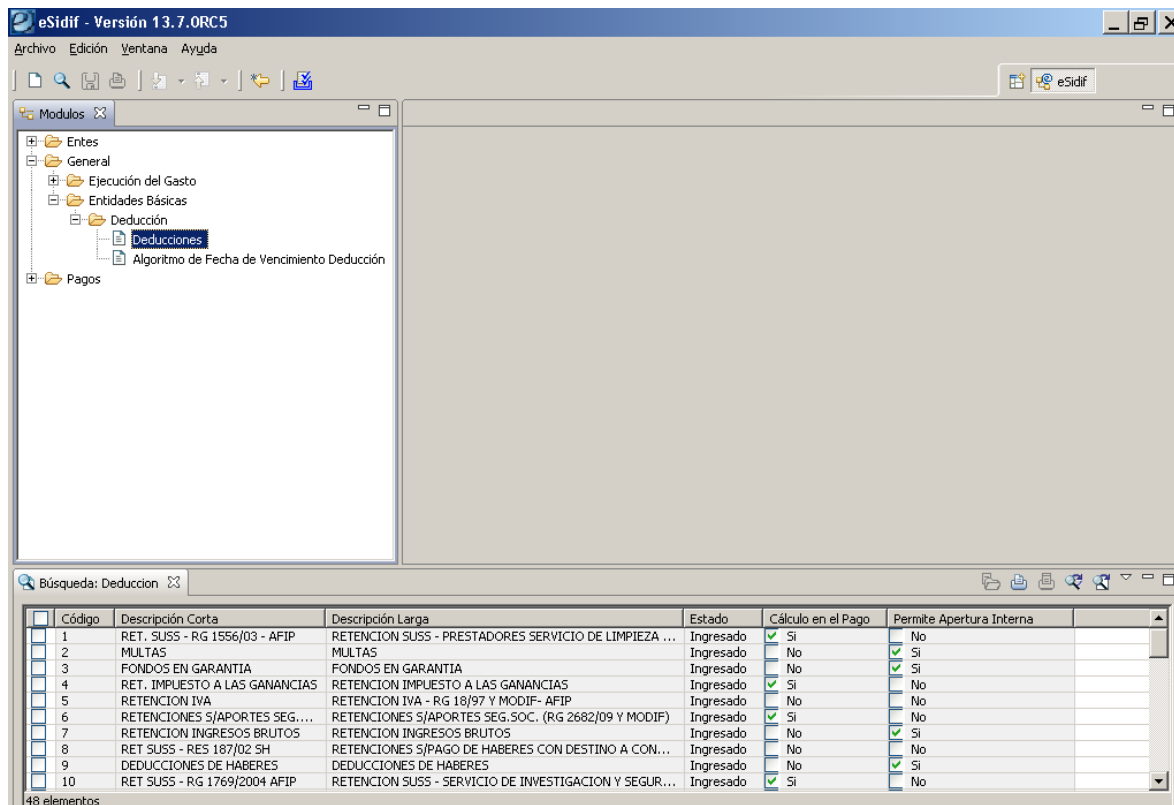 eSidif - Versión 13.7.0RC5
Archivo Edición Ventana Ayuda
eSidif
Modulos
Entes
General
Ejecución del Gasto
Entidades Básicas
Deducción
Deducciones
Algoritmo de Fecha de Vencimiento Deducción
Pagos
Búsqueda: Deduccion
Código Descripción Corta Descripción Larga Estado Cálculo en el Pago Permite Apertura Interna
1 RET. SUSS - RG 1556/03 - AFIP RETENCION SUSS - PRESTADORES SERVICIO DE LIMPIEZA ... Ingresado Si No
2 MULTAS MULTAS Ingresado No Si
3 FONDOS EN GARANTIA FONDOS EN GARANTIA Ingresado No Si
4 RET. IMPUESTO A LAS GANANCIAS RETENCION IMPUESTO A LAS GANANCIAS Ingresado Si No
5 RETENCION IVA RETENCION IVA - RG 18/97 Y MODIF- AFIP Ingresado No No
6 RETENCIONES S/APORTES SEG.... RETENCIONES S/APORTES SEG.SOC. (RG 2682/09 Y MODIF) Ingresado Si No
7 RETENCION INGRESOS BRUTOS RETENCION INGRESOS BRUTOS Ingresado No Si
8 RET SUSS - RES 187/02 SH RETENCIONES S/PAGO DE HABERES CON DESTINO A CON... Ingresado No No
9 DEDUCCIONES DE HABERES DEDUCCIONES DE HABERES Ingresado No Si
10 RET SUSS - RG 1769/2004 AFIP RETENCION SUSS - SERVICIO DE INVESTIGACION Y SEGUR... Ingresado Si No
48 elementos